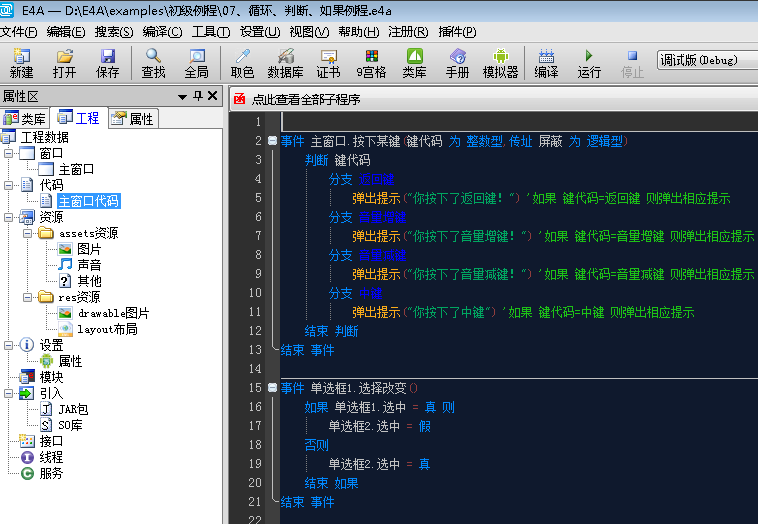 E4A — D:\E4A\examples\初级例程\07、循环、判断、如果例程.e4a
文件(F) 编辑(E) 搜索(S) 编译(C) 工具(T) 设置(U) 视图(V) 帮助(H) 注册(R) 插件(P)
新建 打开 保存 查找 全局 取色 数据库 证书 9宫格 类库 手册 模拟器 编译 运行 停止 调试版(Debug)
属性区
类库 工程 属性
工程数据
窗口
主窗口
代码
主窗口代码
资源
assets资源
图片
声音
其他
res资源
drawable图片
layout布局
设置
属性
模块
引入
JAR包
SO库
接口
线程
服务
点此查看全部子程序
1
2 事件 主窗口.按下某键(键代码 为 整数型,传址 屏蔽 为 逻辑型)
3 判断 键代码
4 分支 返回键
5 弹出提示("你按下了返回键！") '如果 键代码=返回键 则弹出相应提示
6 分支 音量增键
7 弹出提示("你按下了音量增键！") '如果 键代码=音量增键 则弹出相应提示
8 分支 音量减键
9 弹出提示("你按下了音量减键！") '如果 键代码=音量减键 则弹出相应提示
10 分支 中键
11 弹出提示("你按下了中键") '如果 键代码=中键 则弹出相应提示
12 结束 判断
13 结束 事件
14
15 事件 单选框1.选择改变()
16 如果 单选框1.选中 = 真 则
17 单选框2.选中 = 假
18 否则
19 单选框2.选中 = 真
20 结束 如果
21 结束 事件
22